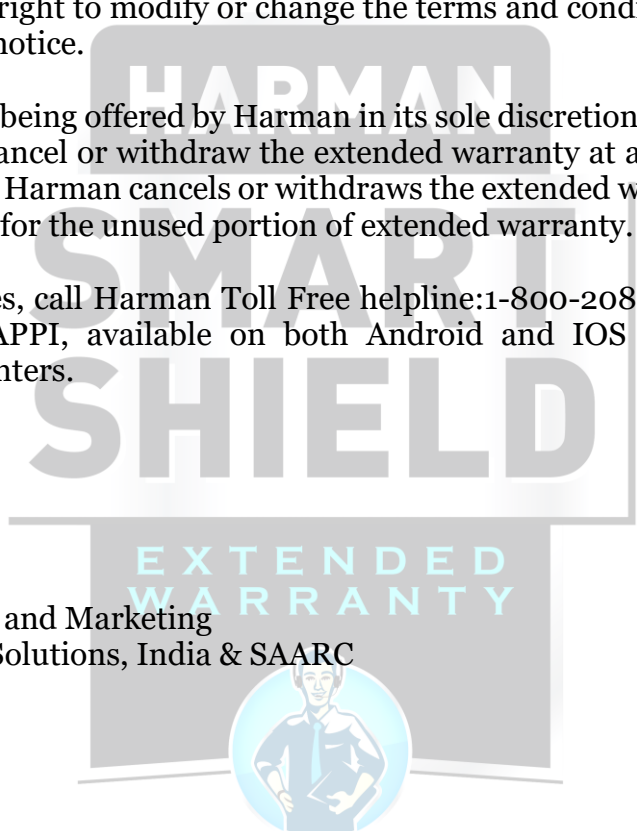 right to modify or change the terms and condi
notice.
being offered by Harman in its sole discretion
ancel or withdraw the extended warranty at a
Harman cancels or withdraws the extended w
for the unused portion of extended warranty.
es, call Harman Toll Free helpline:1-800-208
APPI, available on both Android and IOS
nters.
and Marketing
Solutions, India & SAARC
HARMAN
SMART
SHIELD
EXTENDED
WARRANTY